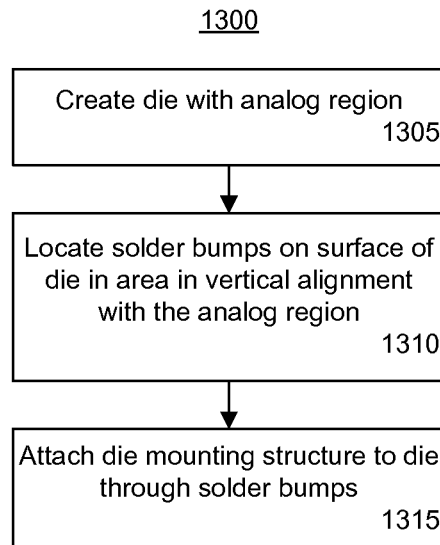 1300
Create die with analog region
1305
Locate solder bumps on surface of
die in area in vertical alignment
with the analog region
1310
Attach die mounting structure to die
through solder bumps
1315